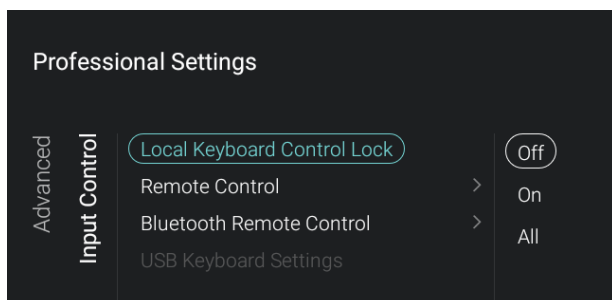 Professional Settings
Advanced
Input Control
Local Keyboard Control Lock
Remote Control
Bluetooth Remote Control
USB Keyboard Settings
Off
On
All